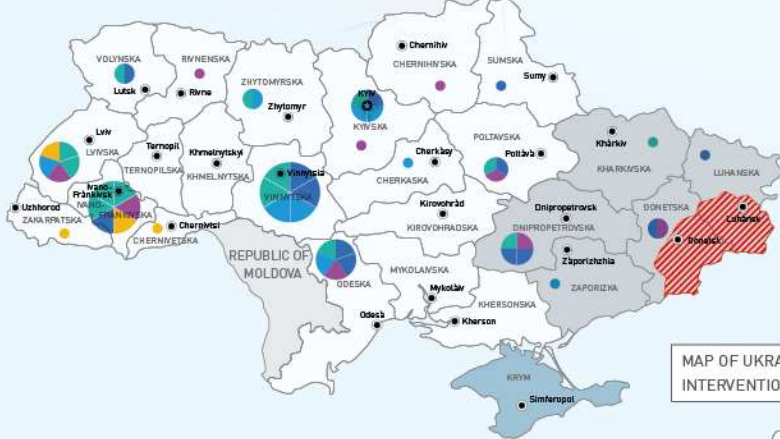 Chernihiv
CHERNIHIVSKA
VOLYNSKA
RIVNENSKA
SUMSKA
Sumy
ZHYTOMYRSKA
Lutsk
Rivne
KYIV
Zhytomyr
KYIVSKA
Lviv
LVIVSKA
Ternopil
TERNOPILSKA
Khmelnytskyi
KHMELNYTSKA
Cherkasy
CHERKASKA
POLTAVSKA
Poltava
Kharkiv
KHARKIVSKA
LUHANSKA
Vinnytsia
VINNYTSKA
Ivano-
Frankivsk
IVANO-
FRANKIVSKA
Uzhhorod
ZAKARPATSKA
Chernivtsi
CHERNIVETSKA
Kirovohrad
KIROVOHRADSKA
Dnipropetrovsk
DNIPROPETROVSKA
DONETSKA
Luhansk
Donetsk
Zaporizhzhia
ZAPORIZKA
REPUBLIC OF
MOLDOVA
ODESKA
MYKOLAIVSKA
Mykolaiv
KHERSONSKA
Odesa
Kherson
KRYM
Simferopol
MAP OF UKRA
INTERVENTIO